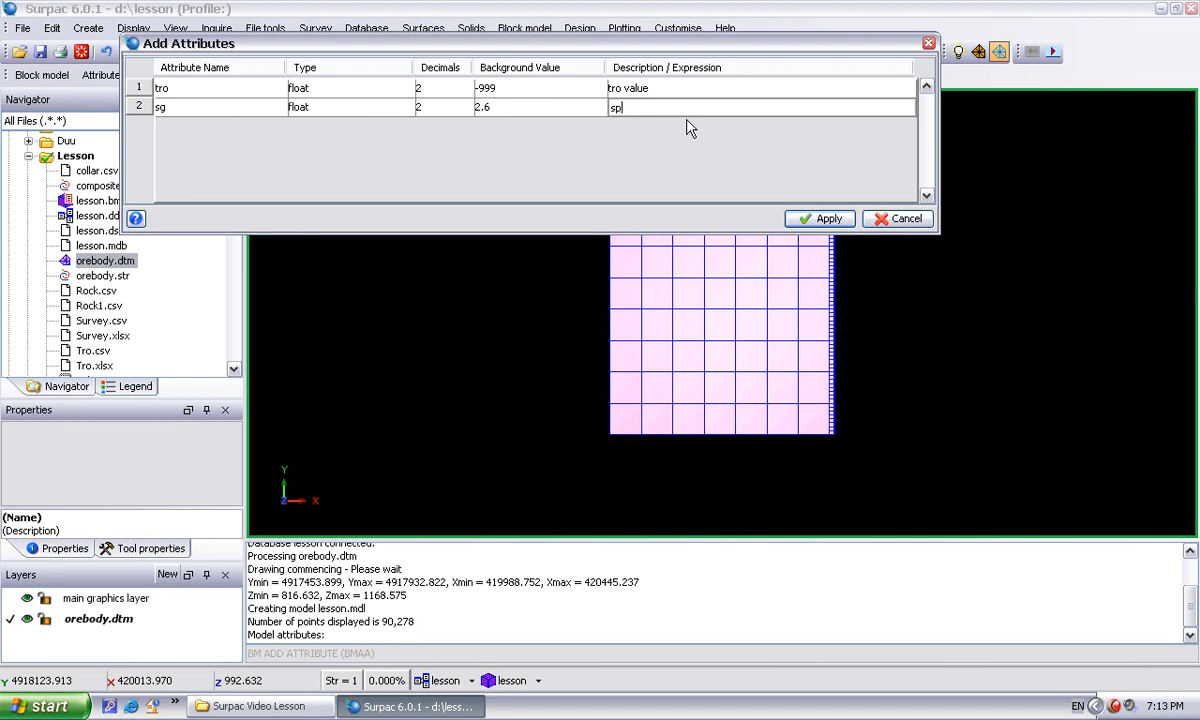 Surpac 6.0.1 - d:\lesson (Profile:)
File Edit Create Display View Inquire File tools Survey Database Surfaces Solids Block model Design Plotting Customise
Block model Attribute
Add Attributes
Attribute Name Type Decimals Background Value Description / Expression
1 tro float 2 -999 tro value
2 sg float 2 2.6 sp
Apply Cancel
Navigator
All Files (.*.*)
Duu
Lesson
collar.csv
composite
lesson.bm
lesson.dd
lesson.ds
lesson.mdb
orebody.dtm
orebody.str
Rock.csv
Rock1.csv
Survey.csv
Survey.xlsx
Tro.csv
Tro.xlsx
Navigator Legend
Properties
(Name)
(Description)
Properties Tool properties
Layers New
main graphics layer
orebody.dtm
Y
Z X
Database lesson connected.
Processing orebody.dtm
Drawing commencing - Please wait
Ymin = 4917453.899, Ymax = 4917932.822, Xmin = 419988.752, Xmax = 420445.237
Zmin = 816.632, Zmax = 1168.575
Creating model lesson.mdl
Number of points displayed is 90,278
Model attributes:
BM ADD ATTRIBUTE (BMAA)
Y 4918123.913 X 420013.970 Z 992.632 Str = 1 0.000% lesson lesson
start Surpac Video Lesson Surpac 6.0.1 - d:\less... EN 7:13 PM